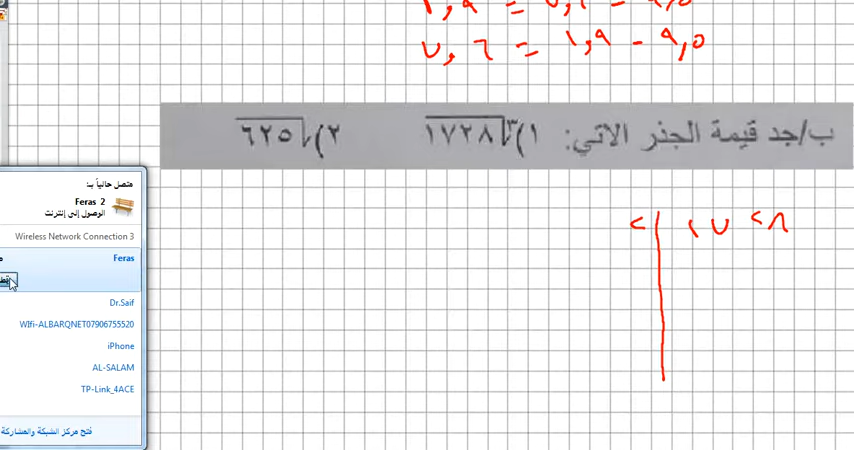 ٧,٦ = ١,٩ - ٩,٥
ب/جد قيمة الجذر الاتي: ١) ∛١٧٢٨ ٢) √٦٢٥
٢ | ١٧٢٨
هتصل حالياً بـ:
Feras 2
الوصول إلى إنترنت
Wireless Network Connection 3
Feras
Dr.Saif
WIfi-ALBARQNET07906755520
iPhone
AL-SALAM
TP-Link_4ACE
فتح مركز الشبكة والمشاركة